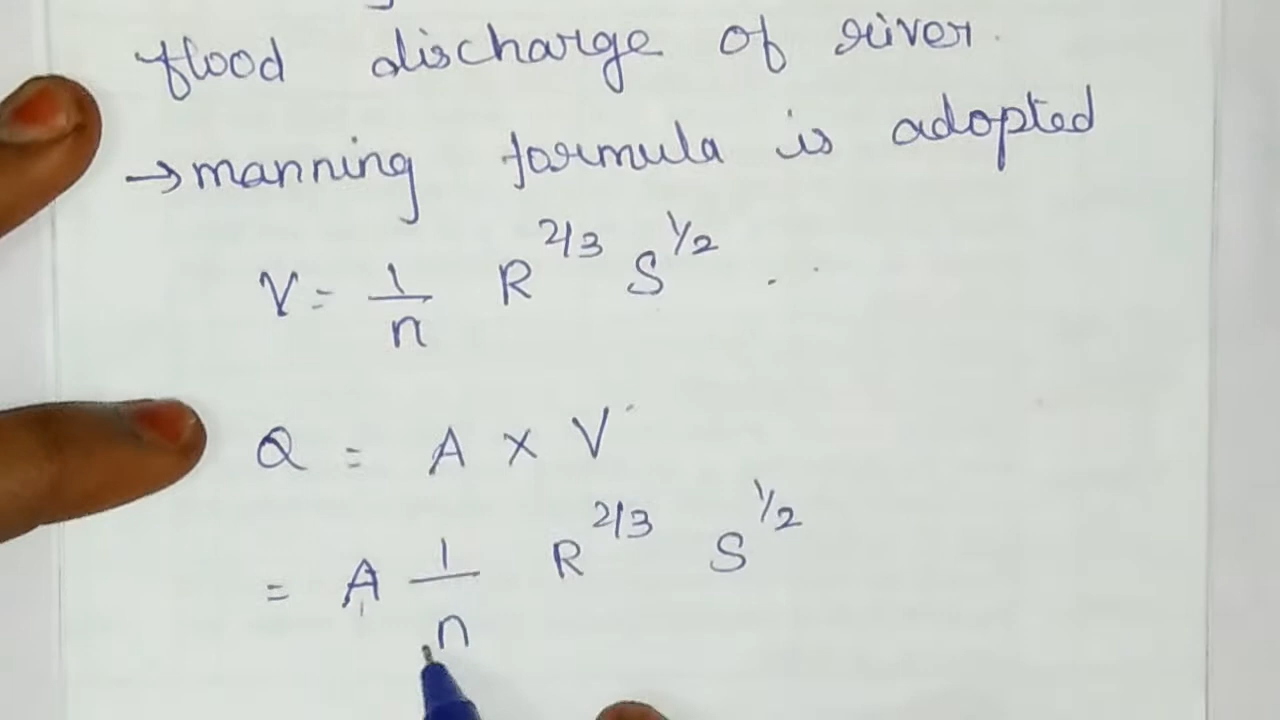 flood discharge of river.
→ manning formula is adopted
V = 1/n R^2/3 S^1/2
Q = A × V
= A 1/n R^2/3 S^1/2